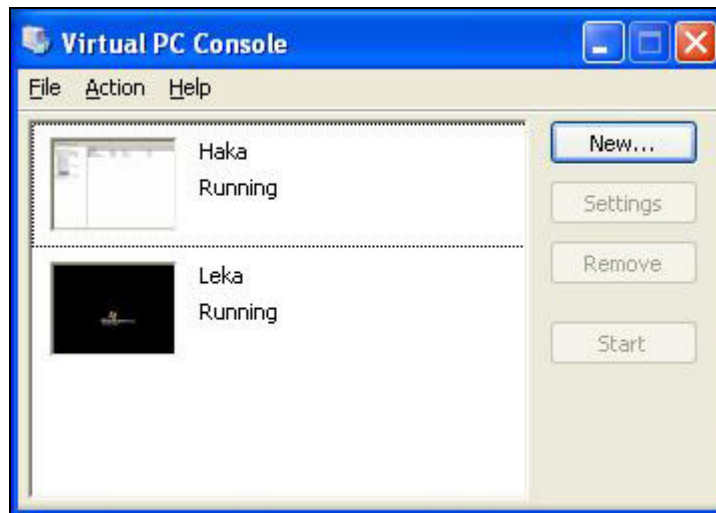 Virtual PC Console
File Action Help
Haka
Running
Leka
Running
New...
Settings
Remove
Start